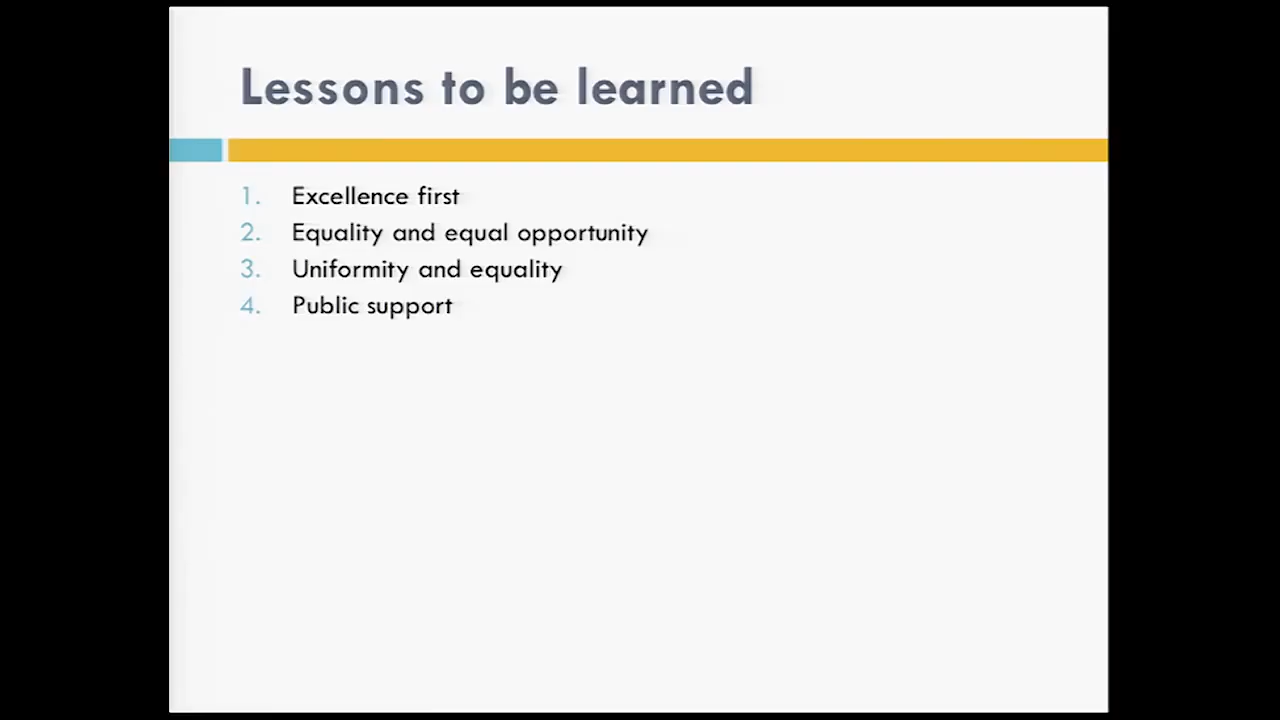 Lessons to be learned
1. Excellence first
2. Equality and equal opportunity
3. Uniformity and equality
4. Public support